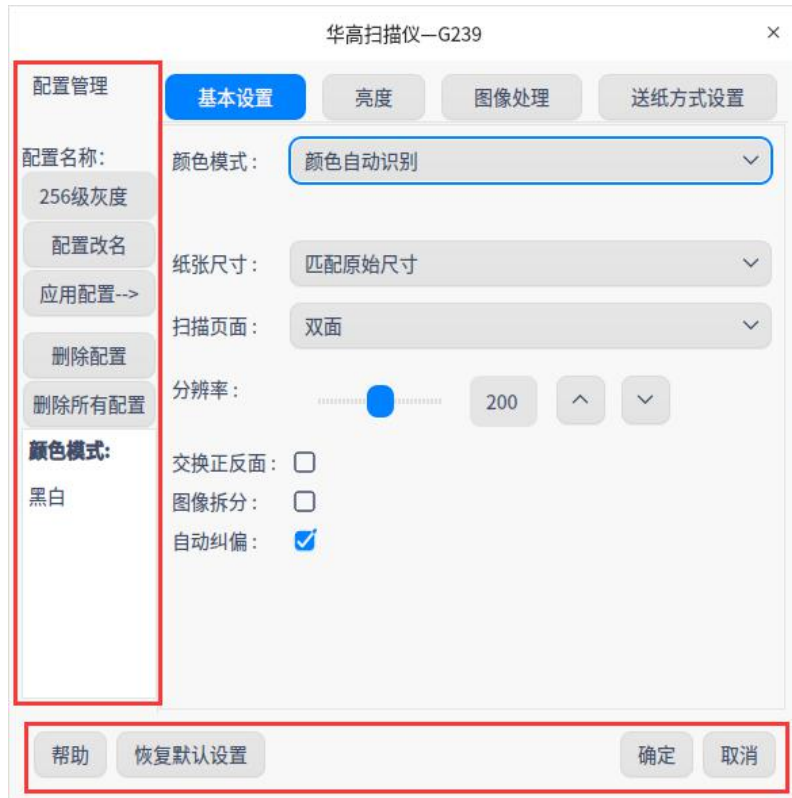 华高扫描仪—G239
配置管理
配置名称：
256级灰度
配置改名
应用配置-->
删除配置
删除所有配置
颜色模式:
黑白
基本设置 亮度 图像处理 送纸方式设置
颜色模式： 颜色自动识别
纸张尺寸： 匹配原始尺寸
扫描页面： 双面
分辨率： 200
交换正反面：
图像拆分：
自动纠偏：
帮助 恢复默认设置 确定 取消